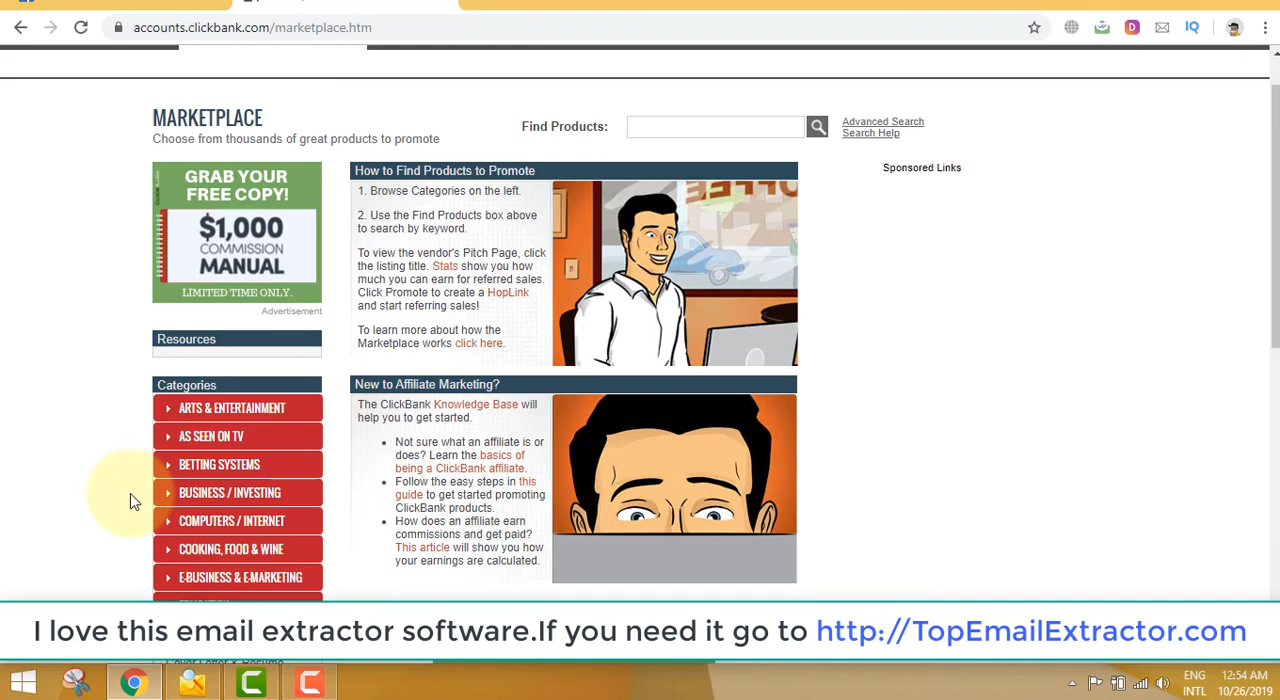 accounts.clickbank.com/marketplace.htm
MARKETPLACE
Choose from thousands of great products to promote
Find Products:
Advanced Search
Search Help
GRAB YOUR
FREE COPY!
$1,000
COMMISSION
MANUAL
LIMITED TIME ONLY.
Advertisement
Resources
Categories
ARTS & ENTERTAINMENT
AS SEEN ON TV
BETTING SYSTEMS
BUSINESS / INVESTING
COMPUTERS / INTERNET
COOKING, FOOD & WINE
E-BUSINESS & E-MARKETING
How to Find Products to Promote
1. Browse Categories on the left.
2. Use the Find Products box above
to search by keyword.
To view the vendor's Pitch Page, click
the listing title. Stats show you how
much you can earn for referred sales.
Click Promote to create a HopLink
and start referring sales!
To learn more about how the
Marketplace works click here.
New to Affiliate Marketing?
The ClickBank Knowledge Base will
help you to get started.
• Not sure what an affiliate is or
does? Learn the basics of
being a ClickBank affiliate.
• Follow the easy steps in this
guide to get started promoting
ClickBank products.
• How does an affiliate earn
commissions and get paid?
This article will show you how
your earnings are calculated.
Sponsored Links
I love this email extractor software.If you need it go to http://TopEmailExtractor.com
ENG
INTL
12:54 AM
10/26/2019